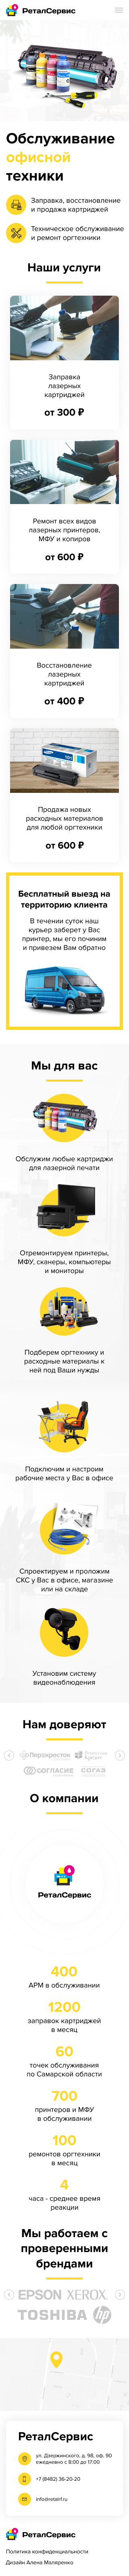 РеталСервис
Обслуживание
офисной
техники
Заправка, восстановление
и продажа картриджей
Техническое обслуживание
и ремонт оргтехники
Наши услуги
Заправка
лазерных
картриджей
от 300 ₽
Ремонт всех видов
лазерных принтеров,
МФУ и копиров
от 600 ₽
Восстановление
лазерных
картриджей
от 400 ₽
Продажа новых
расходных материалов
для любой оргтехники
от 600 ₽
Бесплатный выезд на
территорию клиента
В течении суток наш
курьер заберет у Вас
принтер, мы его починим
и привезем Вам обратно
Мы для вас
Обслужим любые картриджи
для лазерной печати
Отремонтируем принтеры,
МФУ, сканеры, компьютеры
и мониторы
Подберем оргтехнику и
расходные материалы к
ней под Ваши нужды
Подключим и настроим
рабочие места у Вас в офисе
Спроектируем и проложим
СКС у Вас в офисе, магазине
или на складе
Установим систему
видеонаблюдения
Нам доверяют
Перекресток
СОГЛАСИЕ СОГАЗ
О компании
РеталСервис
400
АРМ в обслуживании
1200
заправок картриджей
в месяц
60
точек обслуживания
по Самарской области
700
принтеров и МФУ
в обслуживании
100
ремонтов оргтехники
в месяц
4
часа - среднее время
реакции
Мы работаем с
проверенными
брендами
EPSON XEROX
TOSHIBA hp
РеталСервис
ул. Дзержинского, д. 98, оф. 90
ежедневно с 8:00 до 17:00
+7 (8482) 36-20-20
info@retalrf.ru
РеталСервис
Политика конфиденциальности
Дизайн Алена Маляренко